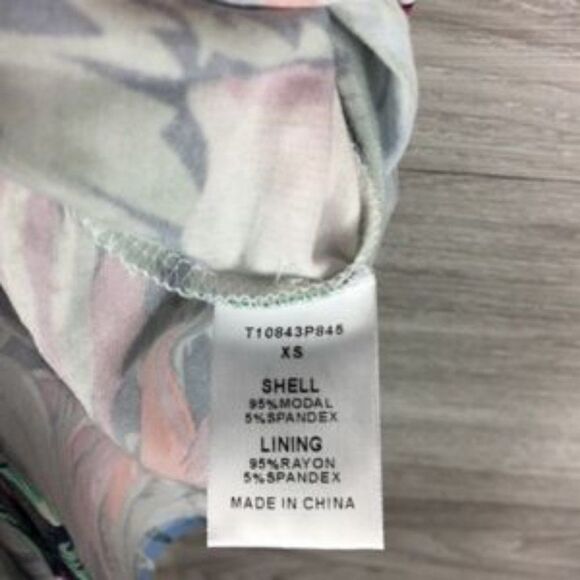 T10843P845
XS
SHELL
95%MODAL
5%SPANDEX
LINING
95%RAYON
5%SPANDEX
MADE IN CHINA